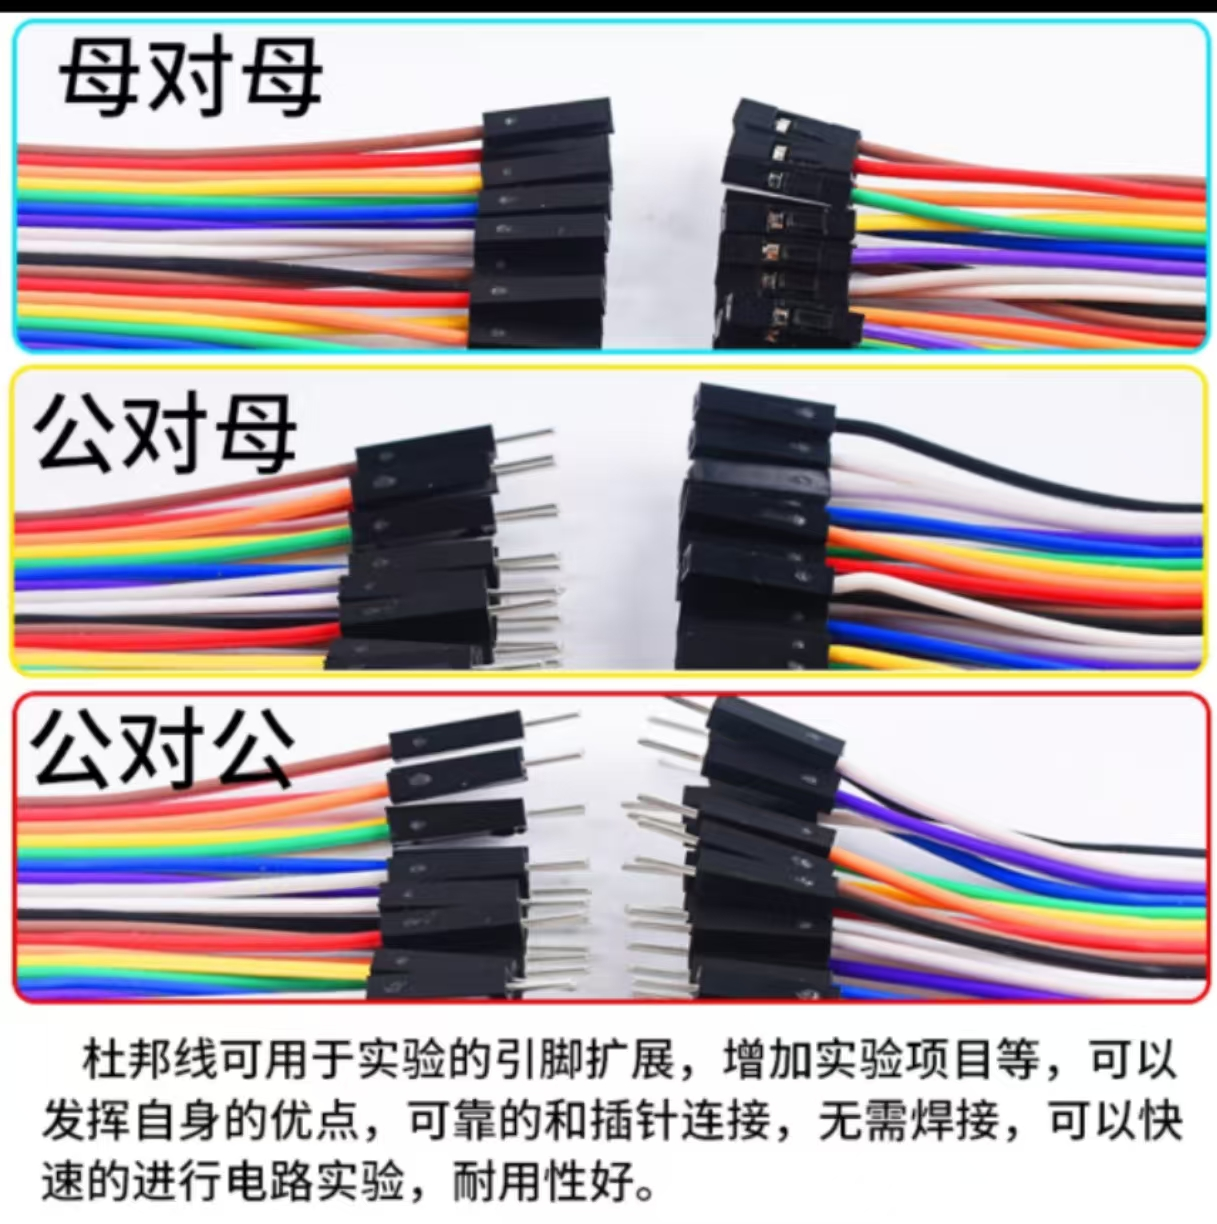 母对母
公对母
公对公
杜邦线可用于实验的引脚扩展，增加实验项目等，可以
发挥自身的优点，可靠的和插针连接，无需焊接，可以快
速的进行电路实验，耐用性好。